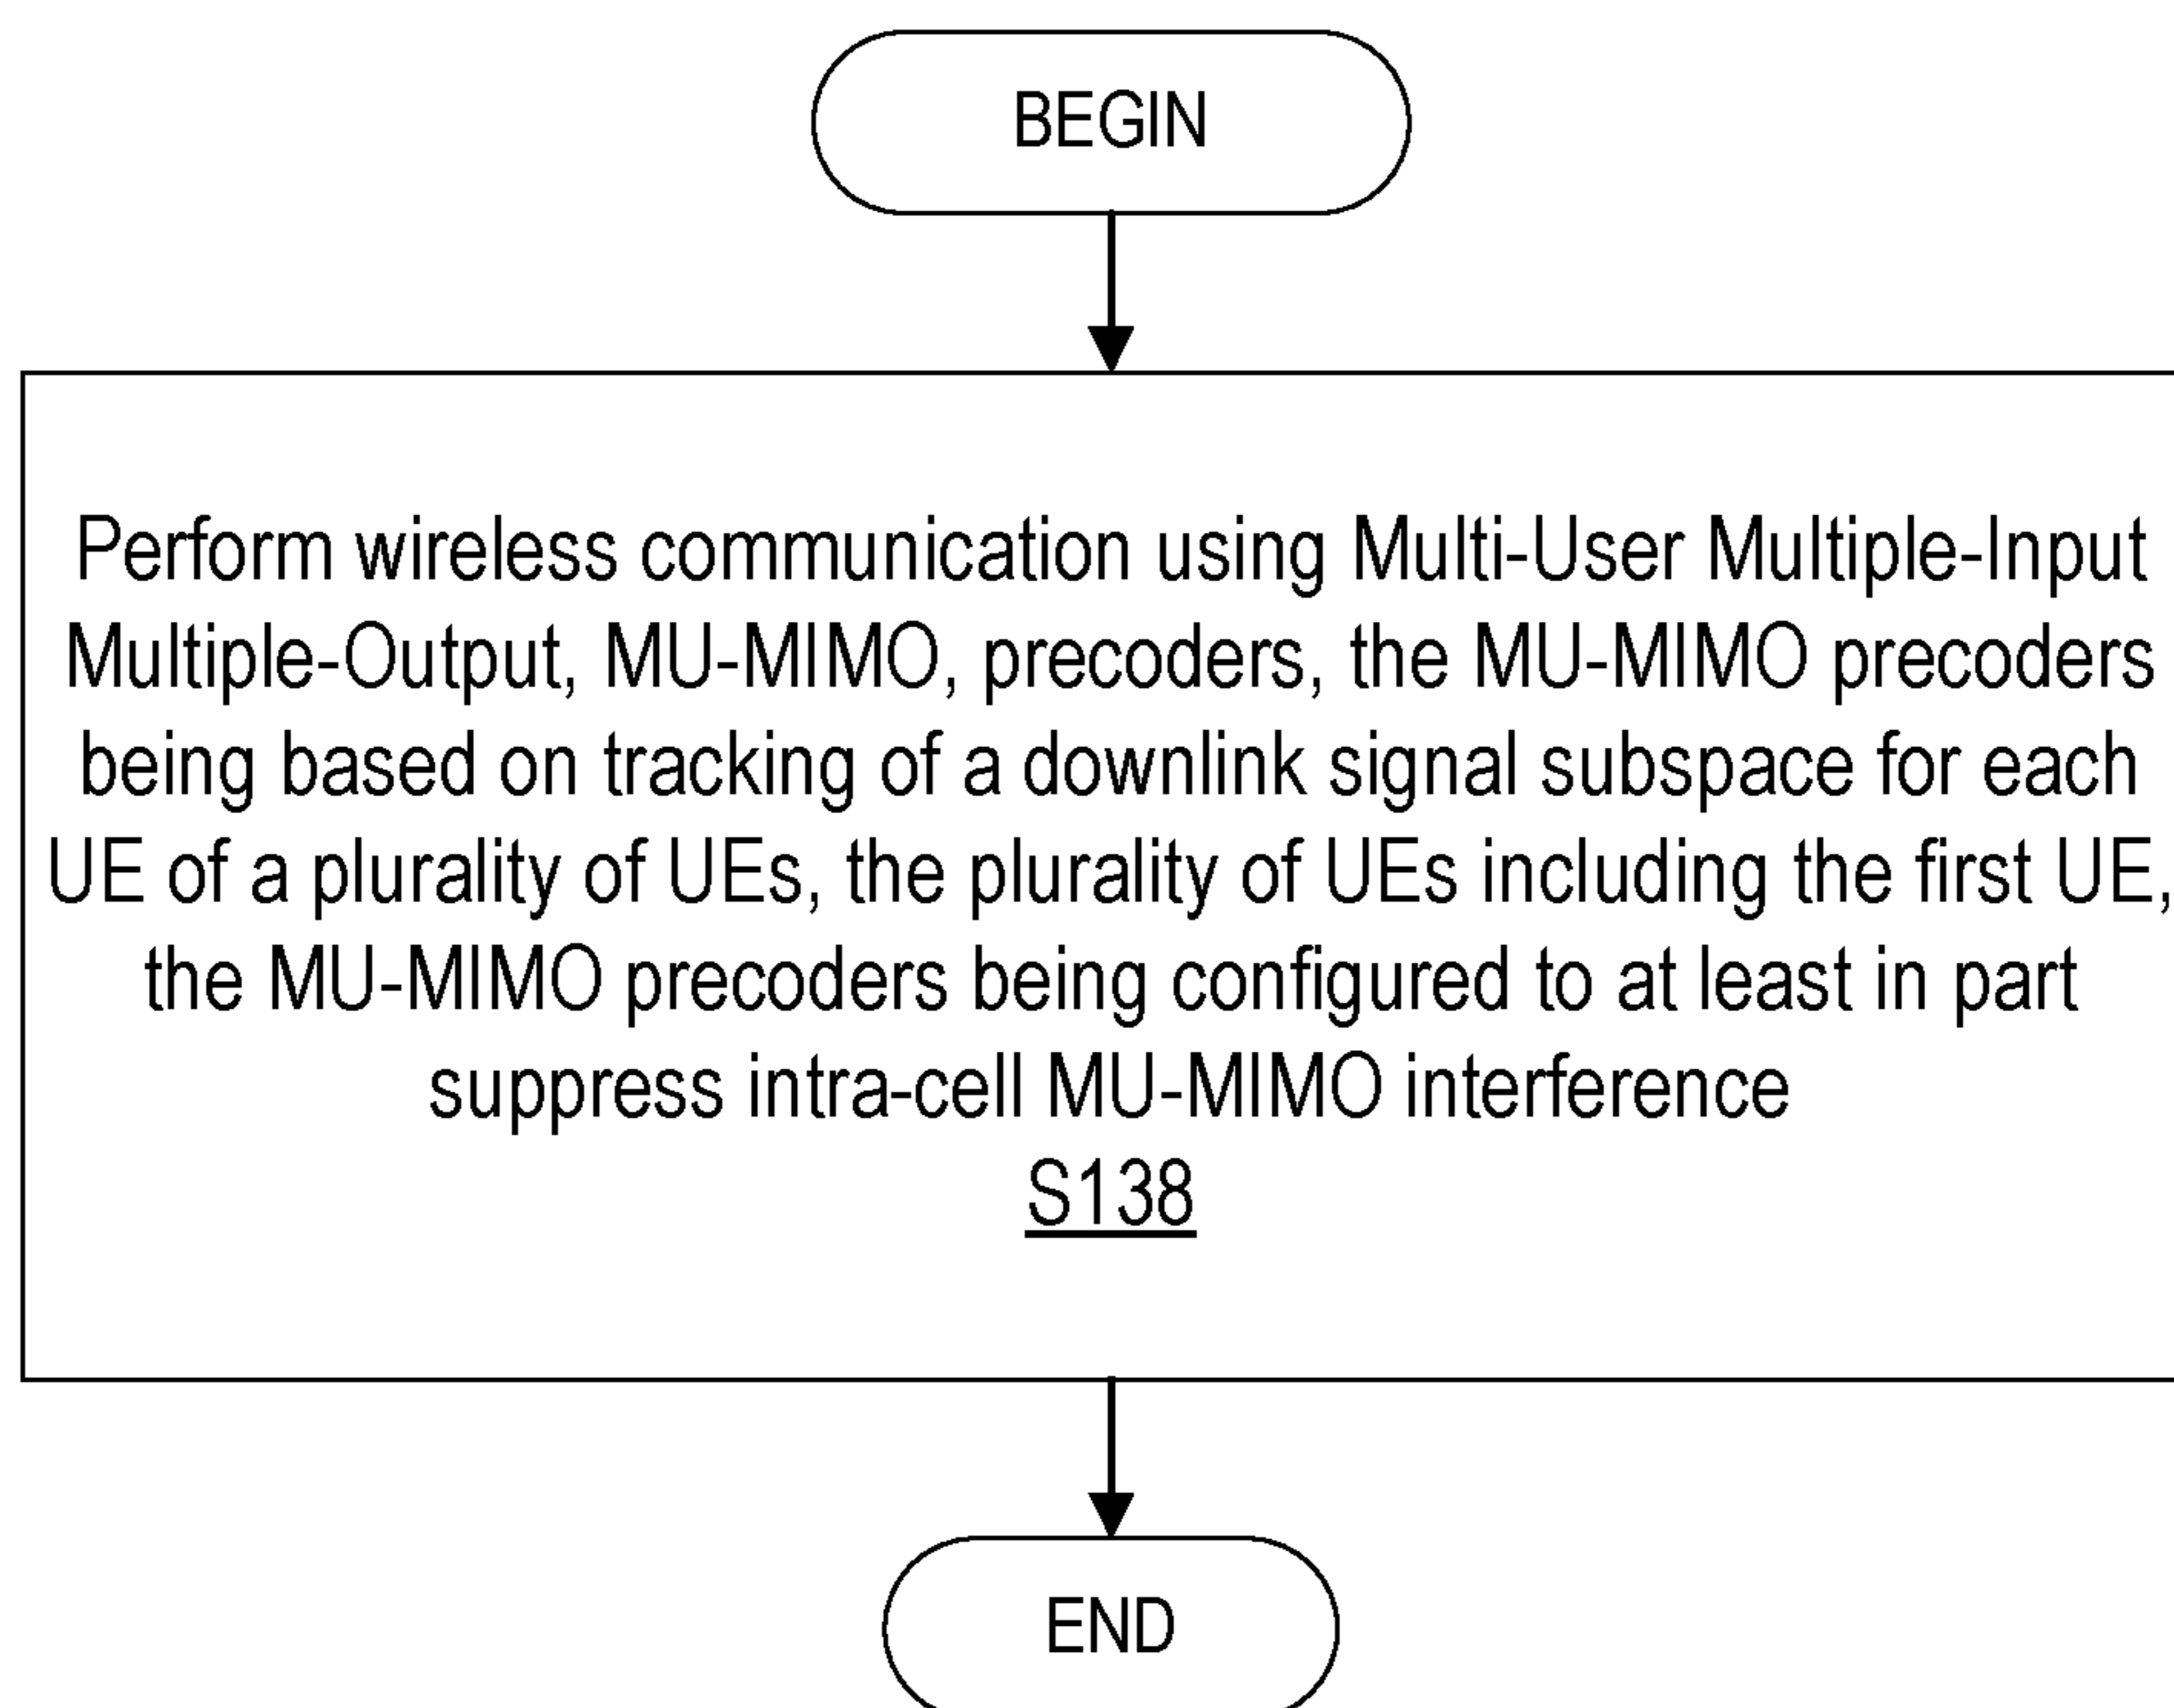 BEGIN
Perform wireless communication using Multi-User Multiple-Input
Multiple-Output, MU-MIMO, precoders, the MU-MIMO precoders
being based on tracking of a downlink signal subspace for each
UE of a plurality of UEs, the plurality of UEs including the first UE,
the MU-MIMO precoders being configured to at least in part
suppress intra-cell MU-MIMO interference
S138
END